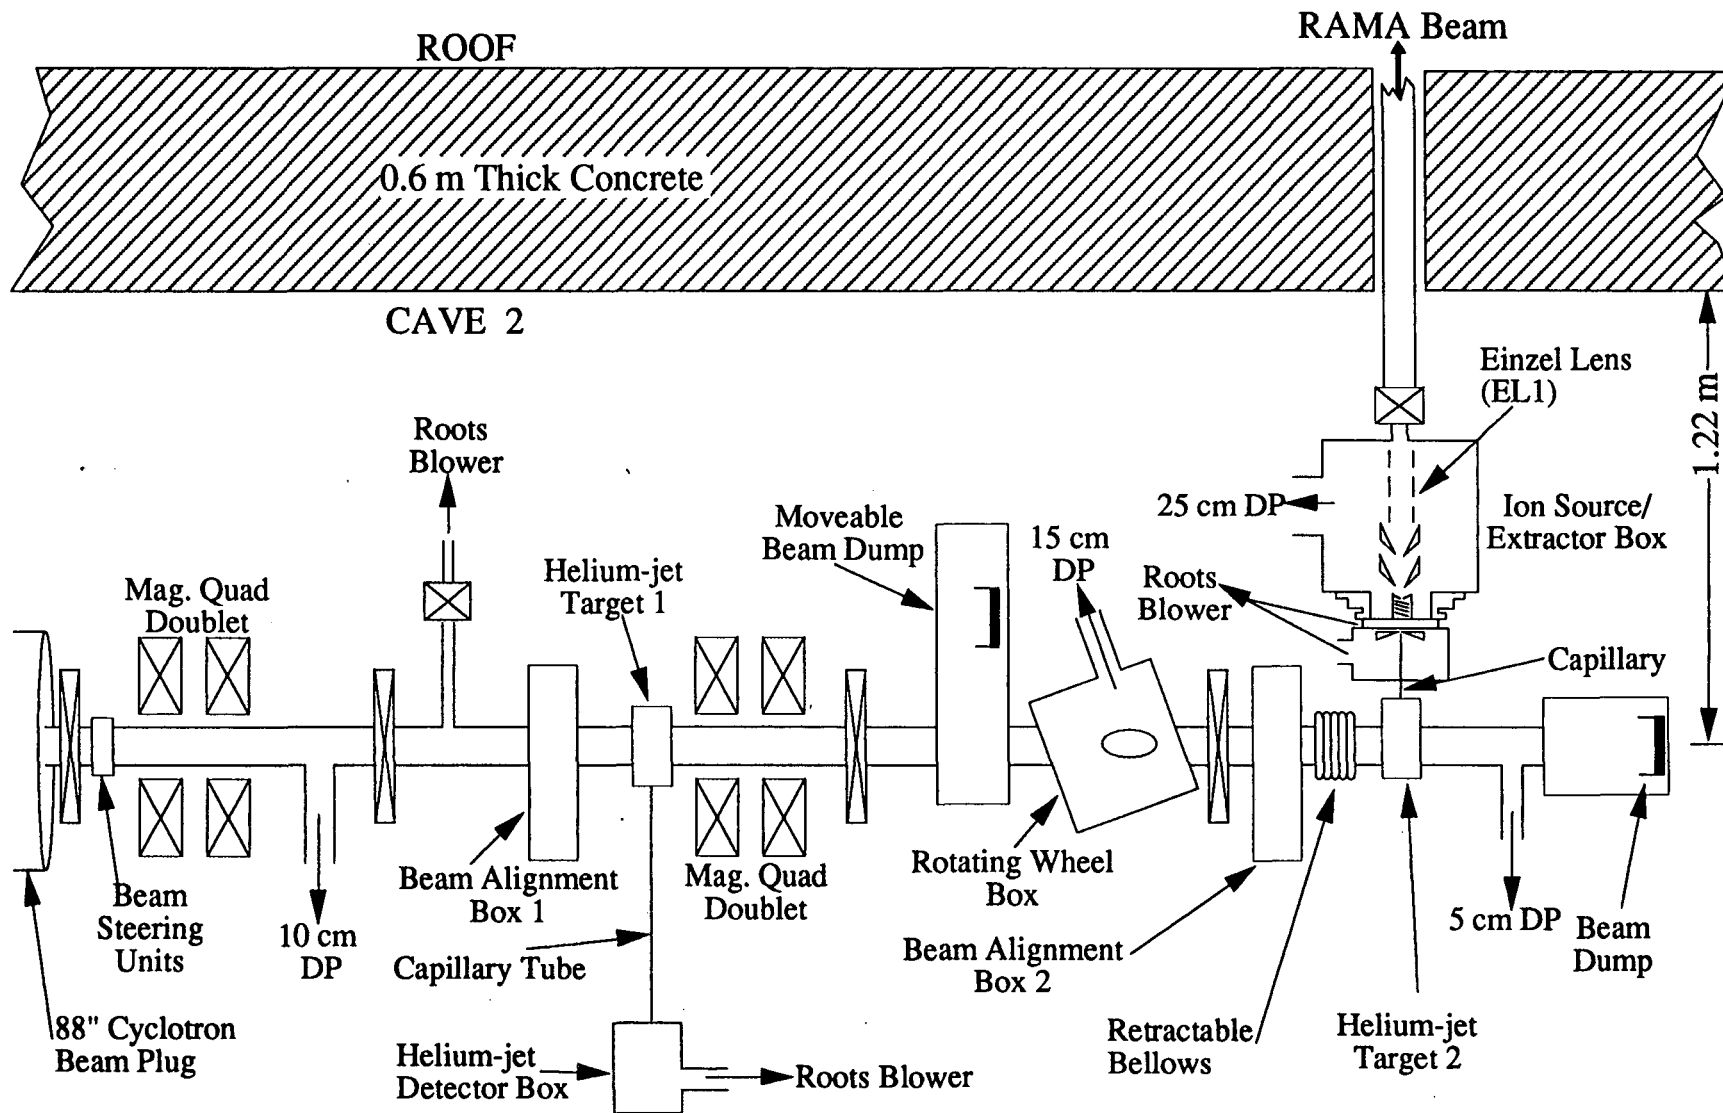 RAMA Beam
ROOF
0.6 m Thick Concrete
CAVE 2
1.22 m
Einzel Lens
(EL1)
Roots
Blower
25 cm DP
Ion Source/
Extractor Box
Moveable
Beam Dump
15 cm
DP
Helium-jet
Target 1
Mag. Quad
Doublet
Roots
Blower
Capillary
Beam Alignment
Box 1
Mag. Quad
Doublet
Rotating Wheel
Box
Beam
Steering
Units
10 cm
DP
5 cm DP
Beam
Dump
Capillary Tube
Beam Alignment
Box 2
88" Cyclotron
Beam Plug
Helium-jet
Detector Box
Roots Blower
Retractable
Bellows
Helium-jet
Target 2